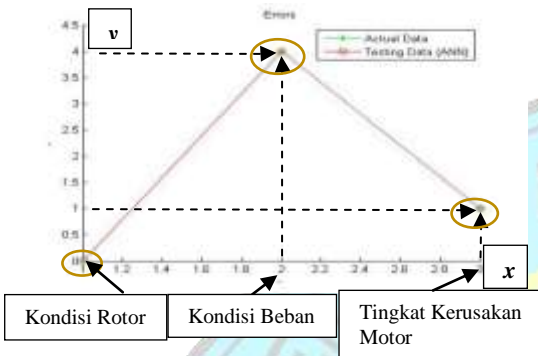 Errors
4.5
v
Actual Data
Testing Data (ANN)
4
3.5
3
2.5
2
1.5
1
0.5
1.2
1.4
1.6
1.8
2
2.2
2.4
2.6
2.8
x
Kondisi Rotor
Kondisi Beban
Tingkat Kerusakan
Motor